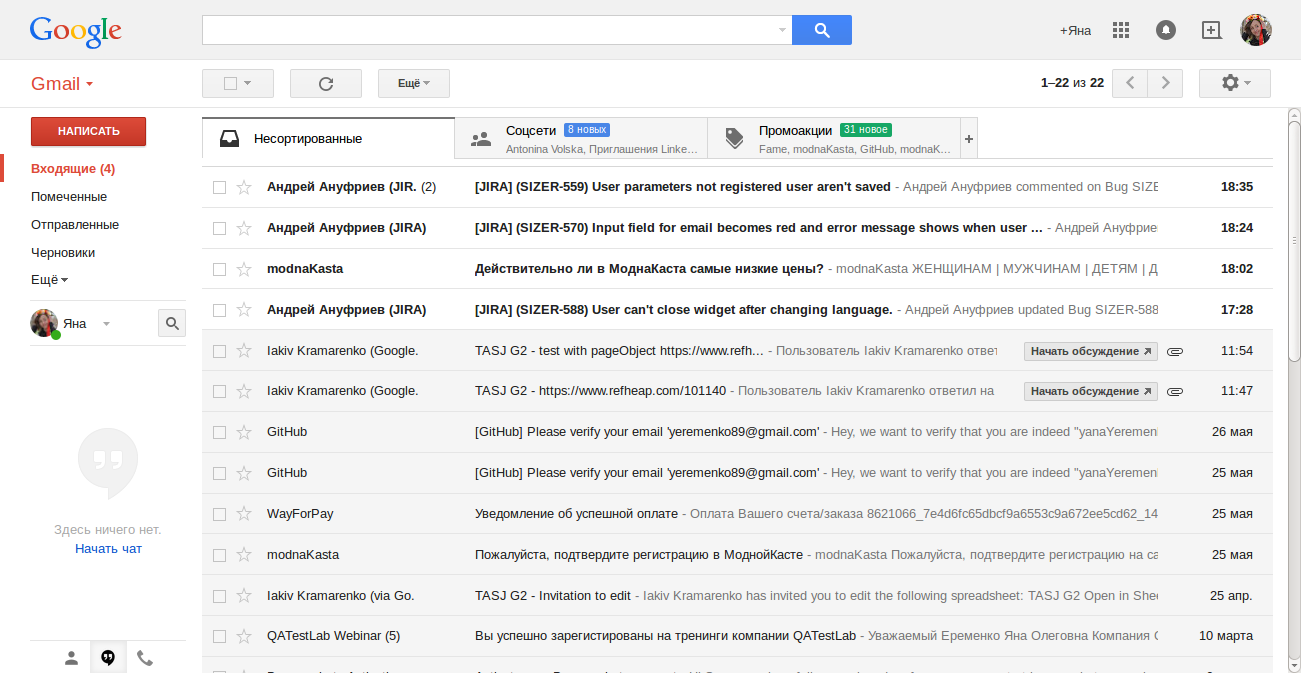 Google
+Яна
Gmail
Ещё
1–22 из 22
НАПИСАТЬ
Входящие (4)
Помеченные
Отправленные
Черновики
Ещё
Яна
Здесь ничего нет.
Начать чат
Несортированные
Соцсети 8 новых
Antonina Volska, Приглашения Linke…
Промоакции 31 новое
Fame, modnaKasta, GitHub, modnaK…
+
Андрей Ануфриев (JIR. (2) [JIRA] (SIZER-559) User parameters not registered user aren't saved - Андрей Ануфриев commented on Bug SIZE 18:35
Андрей Ануфриев (JIRA) [JIRA] (SIZER-570) Input field for email becomes red and error message shows when user ... - Андрей Ануфрие 18:24
modnaKasta Действительно ли в МоднаКаста самые низкие цены? - modnaKasta ЖЕНЩИНАМ | МУЖЧИНАМ | ДЕТЯМ | Д 18:02
Андрей Ануфриев (JIRA) [JIRA] (SIZER-588) User can't close widget after changing language. - Андрей Ануфриев updated Bug SIZER-588 17:28
Iakiv Kramarenko (Google. TASJ G2 - test with pageObject https://www.refh… - Пользователь Iakiv Kramarenko ответ Начать обсуждение 11:54
Iakiv Kramarenko (Google. TASJ G2 - https://www.refheap.com/101140 - Пользователь Iakiv Kramarenko ответил на Начать обсуждение 11:47
GitHub [GitHub] Please verify your email 'yeremenko89@gmail.com' - Hey, we want to verify that you are indeed "yanaYeremen 26 мая
GitHub [GitHub] Please verify your email 'yeremenko89@gmail.com' - Hey, we want to verify that you are indeed "yanaYeremen 25 мая
WayForPay Уведомление об успешной оплате - Оплата Вашего счета/заказа 8621066_7e4d6fc65dbcf9a6553c9a672ee5cd62_14 25 мая
modnaKasta Пожалуйста, подтвердите регистрацию в МоднойКасте - modnaKasta Пожалуйста, подтвердите регистрацию на са 25 мая
Iakiv Kramarenko (via Go. TASJ G2 - Invitation to edit - Iakiv Kramarenko has invited you to edit the following spreadsheet: TASJ G2 Open in Shee 25 апр.
QATestLab Webinar (5) Вы успешно зарегистрированы на тренинги компании QATestLab - Уважаемый Еременко Яна Олеговна Компания 10 марта